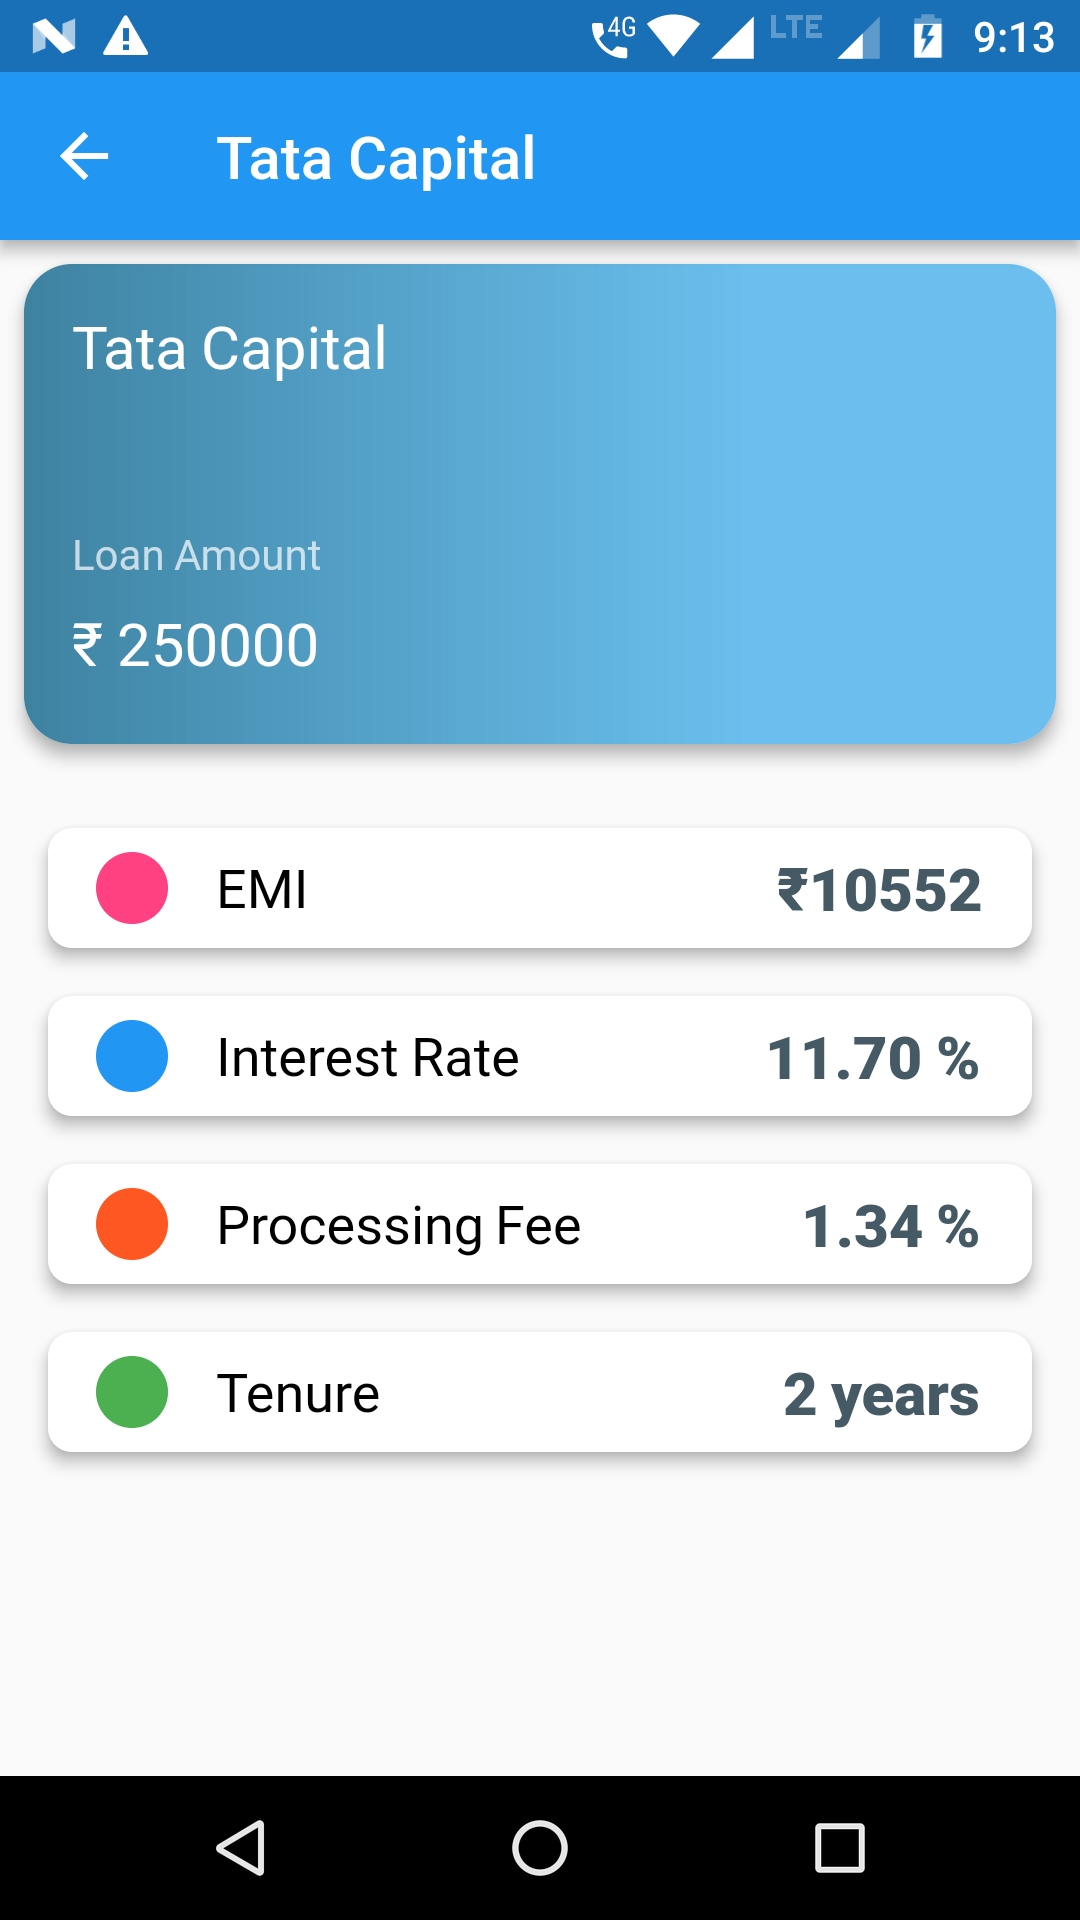 4G LTE 9:13
Tata Capital
Tata Capital
Loan Amount
₹ 250000
EMI ₹10552
Interest Rate 11.70 %
Processing Fee 1.34 %
Tenure 2 years